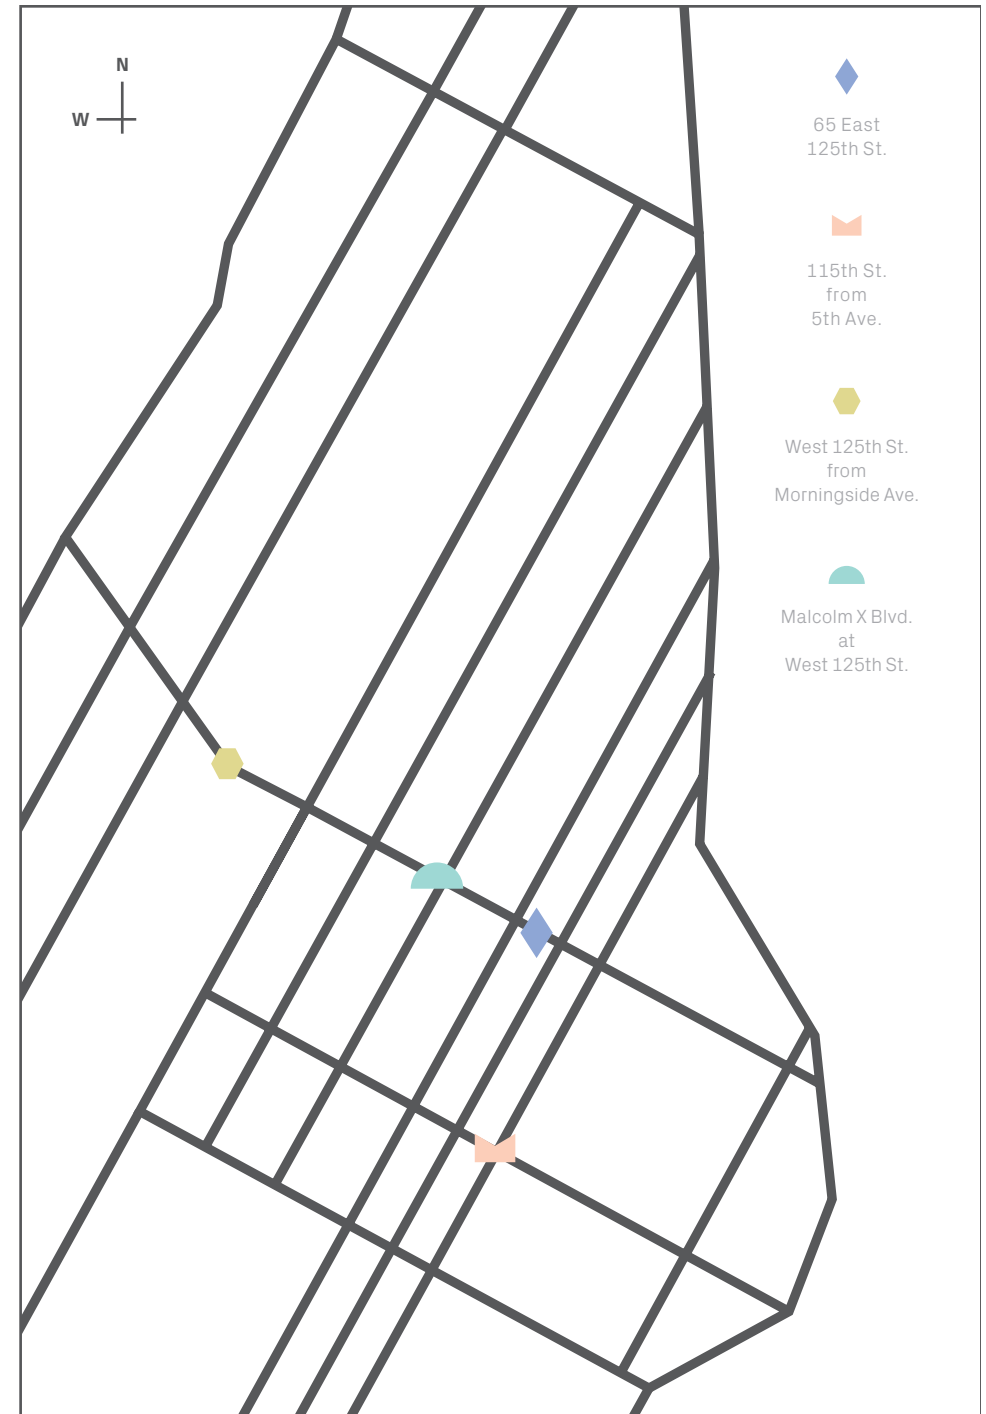 N
W
65 East
125th St.
115th St.
from
5th Ave.
West 125th St.
from
Morningside Ave.
Malcolm X Blvd.
at
West 125th St.